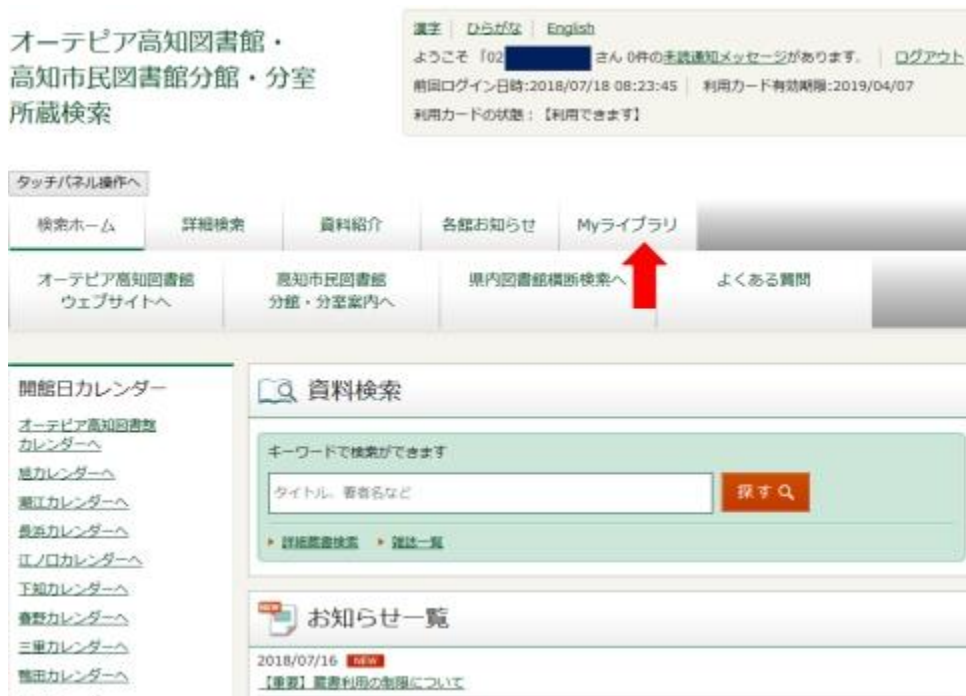 オーテピア高知図書館・
高知市民図書館分館・分室
所蔵検索
漢字 ひらがな English
ようこそ「02 さん 0件の未読通知メッセージがあります。 ログアウト
前回ログイン日時:2018/07/18 08:23:45 利用カード有効期限:2019/04/07
利用カードの状態:【利用できます】
タッチパネル操作へ
検索ホーム 詳細検索 資料紹介 各館お知らせ Myライブラリ
オーテピア高知図書館
ウェブサイトへ
高知市民図書館
分館・分室案内へ
県内図書館横断検索へ
よくある質問
開館日カレンダー
オーテピア高知図書館
カレンダーへ
旭カレンダーへ
潮江カレンダーへ
長浜カレンダーへ
江ノ口カレンダーへ
下知カレンダーへ
春野カレンダーへ
三里カレンダーへ
鴨田カレンダーへ
資料検索
キーワードで検索ができます
タイトル、著者名など
探す
詳細蔵書検索 雑誌一覧
NEW
お知らせ一覧
2018/07/16 NEW
【重要】蔵書利用の制限について